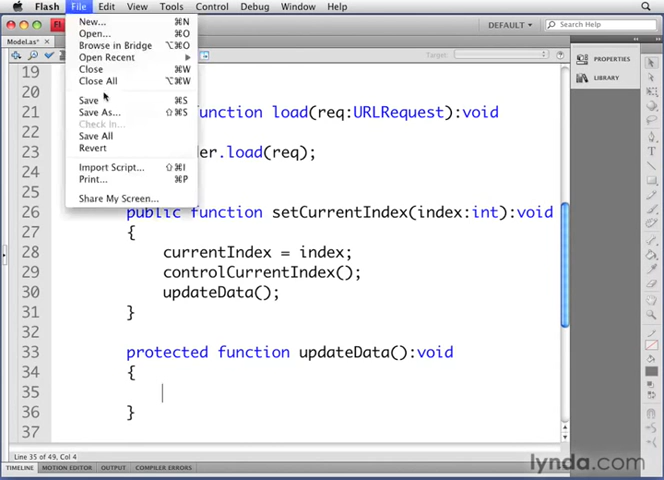 Flash File Edit View Tools Control Debug Window Help
DEFAULT
Search
Model.as*
New... ⌘N
Open... ⌘O
Browse in Bridge ⌥⌘O
Open Recent
Close ⌘W
Close All ⌥⌘W
Save ⌘S
Save As... ⇧⌘S
Check In...
Save All
Revert
Import Script... ⇧⌘I
Print... ⌘P
Share My Screen...
Target:
PROPERTIES
LIBRARY
19
20
21 function load(req:URLRequest):void
22
23 der.load(req);
24
25
26 public function setCurrentIndex(index:int):void
27 {
28 currentIndex = index;
29 controlCurrentIndex();
30 updateData();
31 }
32
33 protected function updateData():void
34 {
35
36 }
37
Line 35 of 49, Col 4
TIMELINE MOTION EDITOR OUTPUT COMPILER ERRORS
lynda.com